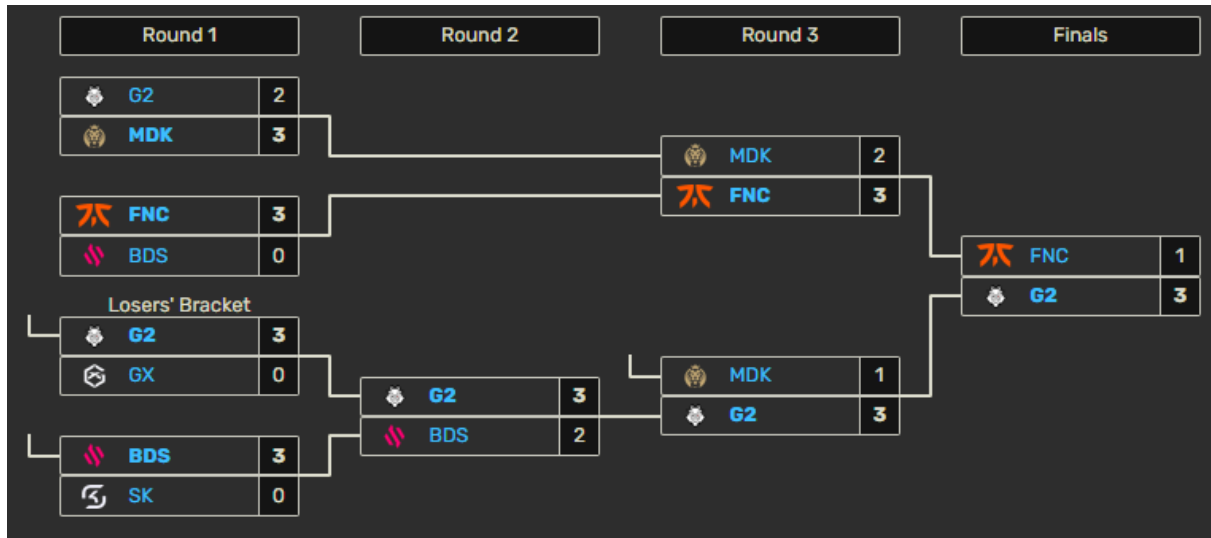 Round 1
Round 2
Round 3
Finals
G2 2
MDK 3
FNC 3
BDS 0
Losers' Bracket
G2 3
GX 0
BDS 3
SK 0
G2 3
BDS 2
MDK 2
FNC 3
MDK 1
G2 3
FNC 1
G2 3